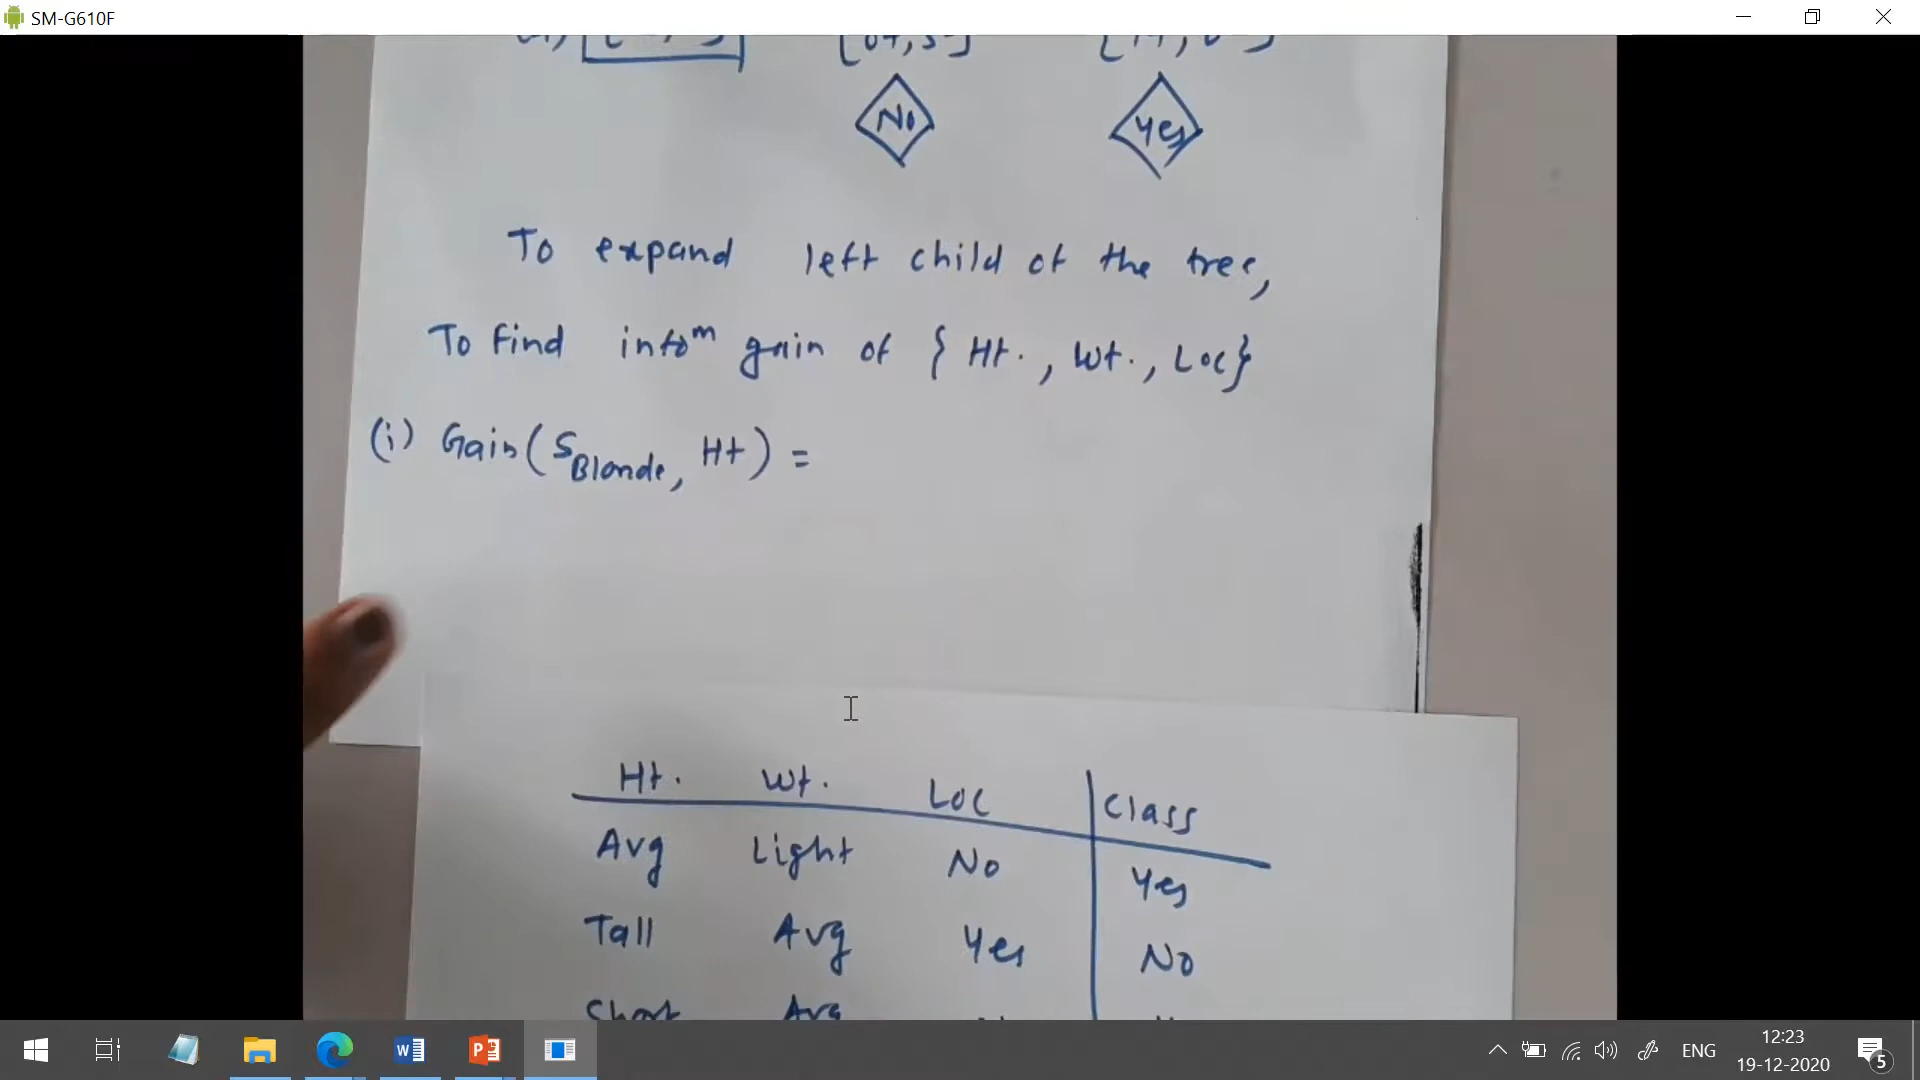 SM-G610F
No
Yes
To expand left child of the tree,
To find infoᵐ gain of { Ht. , Wt. , Loc}
(i) Gain(S_Blonde, Ht) =
Ht. Wt. Loc Class
Avg Light No Yes
Tall Avg Yes No
Short Avg
ENG
12:23
19-12-2020
5